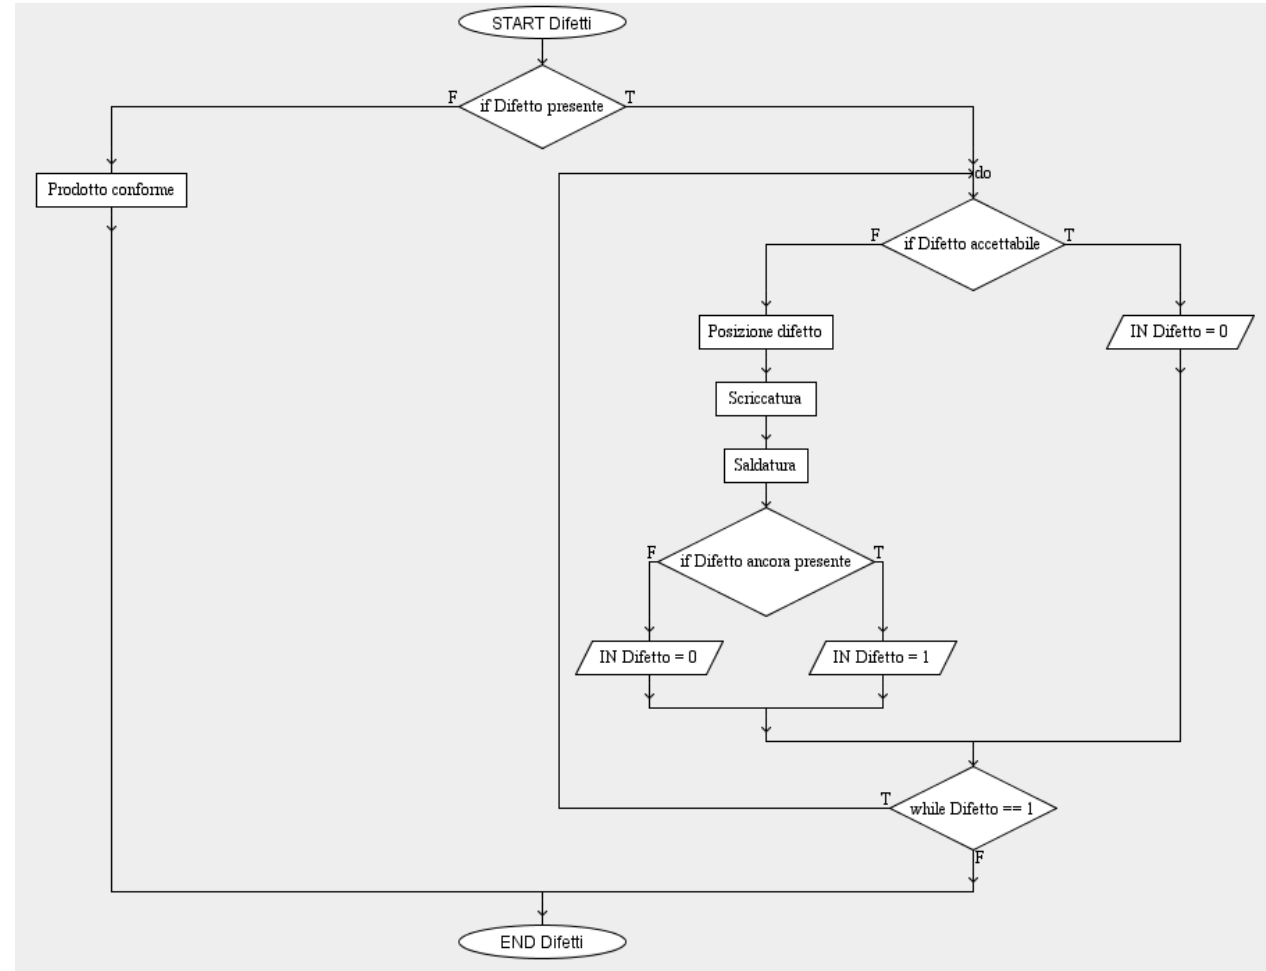 START Difetti
F
if Difetto presente
T
Prodotto conforme
do
F
if Difetto accettabile
T
Posizione difetto
IN Difetto = 0
Scriccatura
Saldatura
F
if Difetto ancora presente
T
IN Difetto = 0
IN Difetto = 1
T
while Difetto == 1
F
END Difetti